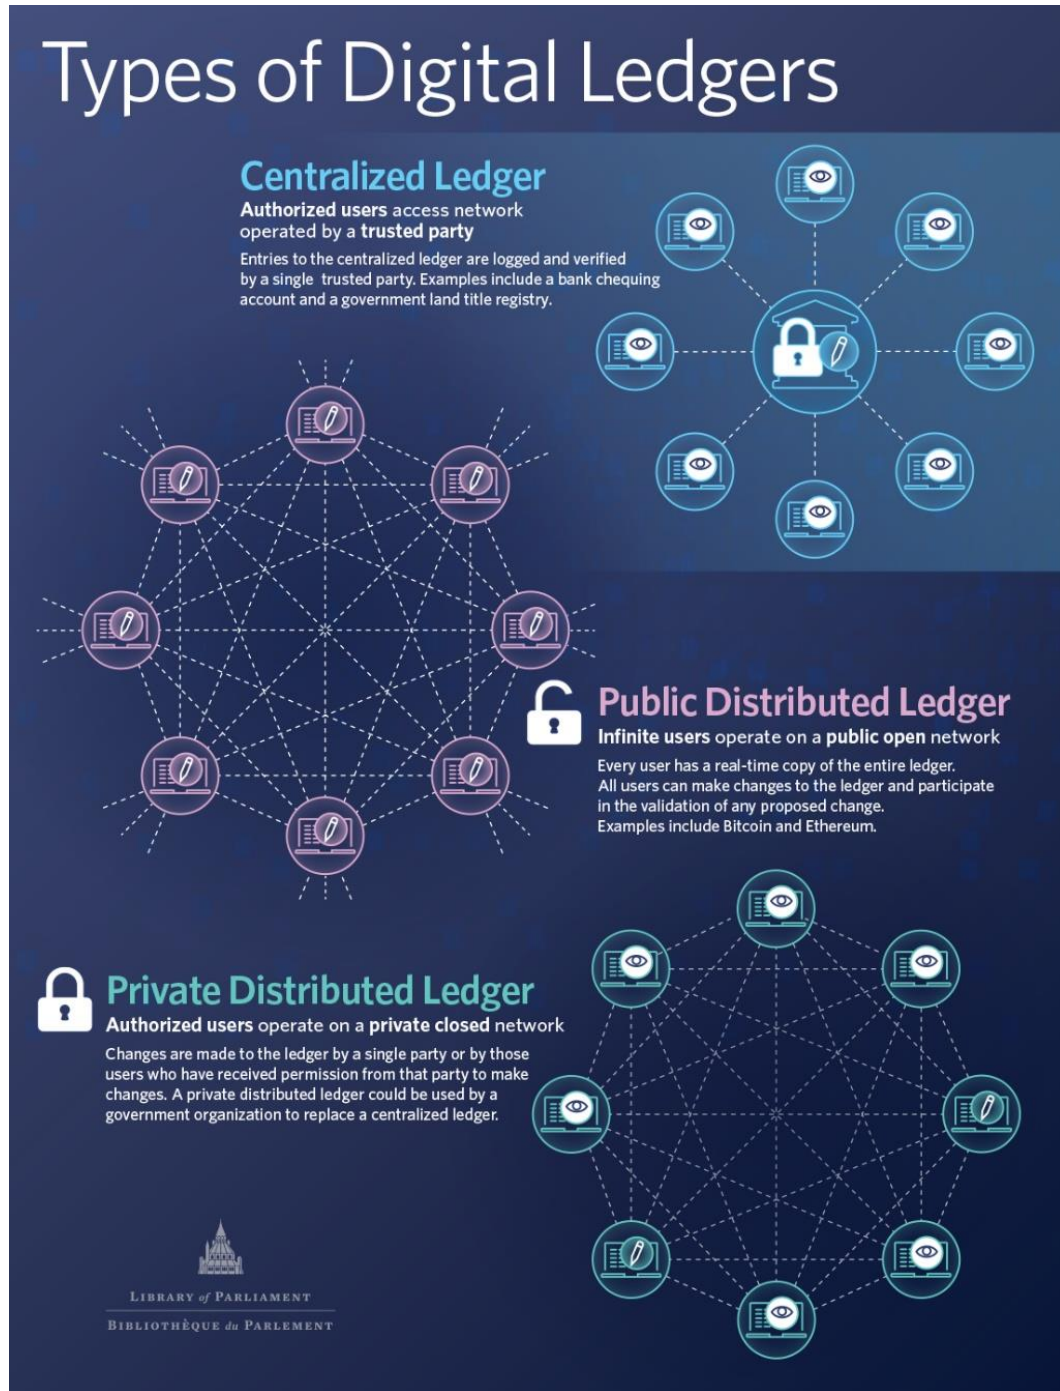 Types of Digital Ledgers
Centralized Ledger
Authorized users access network
operated by a trusted party
Entries to the centralized ledger are logged and verified
by a single trusted party. Examples include a bank chequing
account and a government land title registry.
Public Distributed Ledger
Infinite users operate on a public open network
Every user has a real-time copy of the entire ledger.
All users can make changes to the ledger and participate
in the validation of any proposed change.
Examples include Bitcoin and Ethereum.
Private Distributed Ledger
Authorized users operate on a private closed network
Changes are made to the ledger by a single party or by those
users who have received permission from that party to make
changes. A private distributed ledger could be used by a
government organization to replace a centralized ledger.
LIBRARY of PARLIAMENT
BIBLIOTHÈQUE du PARLEMENT